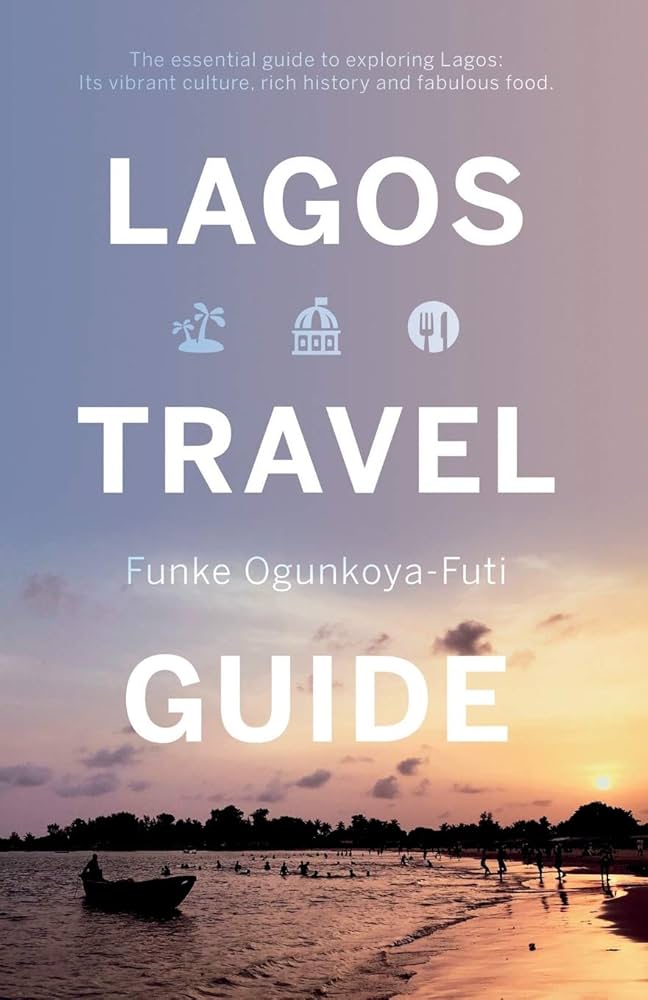 The essential guide to exploring Lagos:
Its vibrant culture, rich history and fabulous food.
LAGOS
TRAVEL
Funke Ogunkoya-Futi
GUIDE